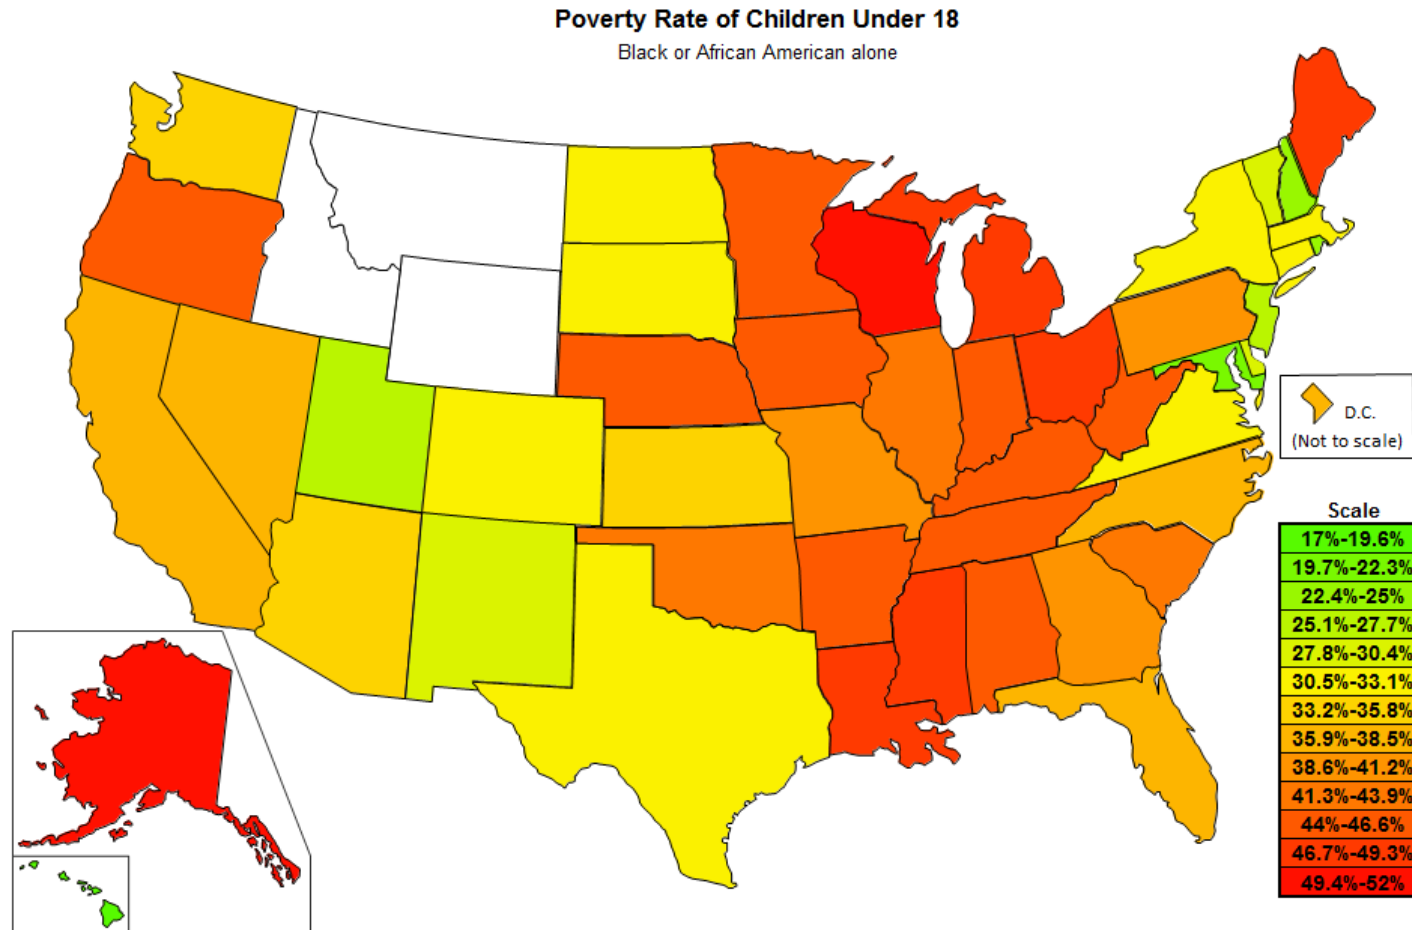 Poverty Rate of Children Under 18
Black or African American alone
D.C.
(Not to scale)
Scale
17%-19.6%
19.7%-22.3%
22.4%-25%
25.1%-27.7%
27.8%-30.4%
30.5%-33.1%
33.2%-35.8%
35.9%-38.5%
38.6%-41.2%
41.3%-43.9%
44%-46.6%
46.7%-49.3%
49.4%-52%